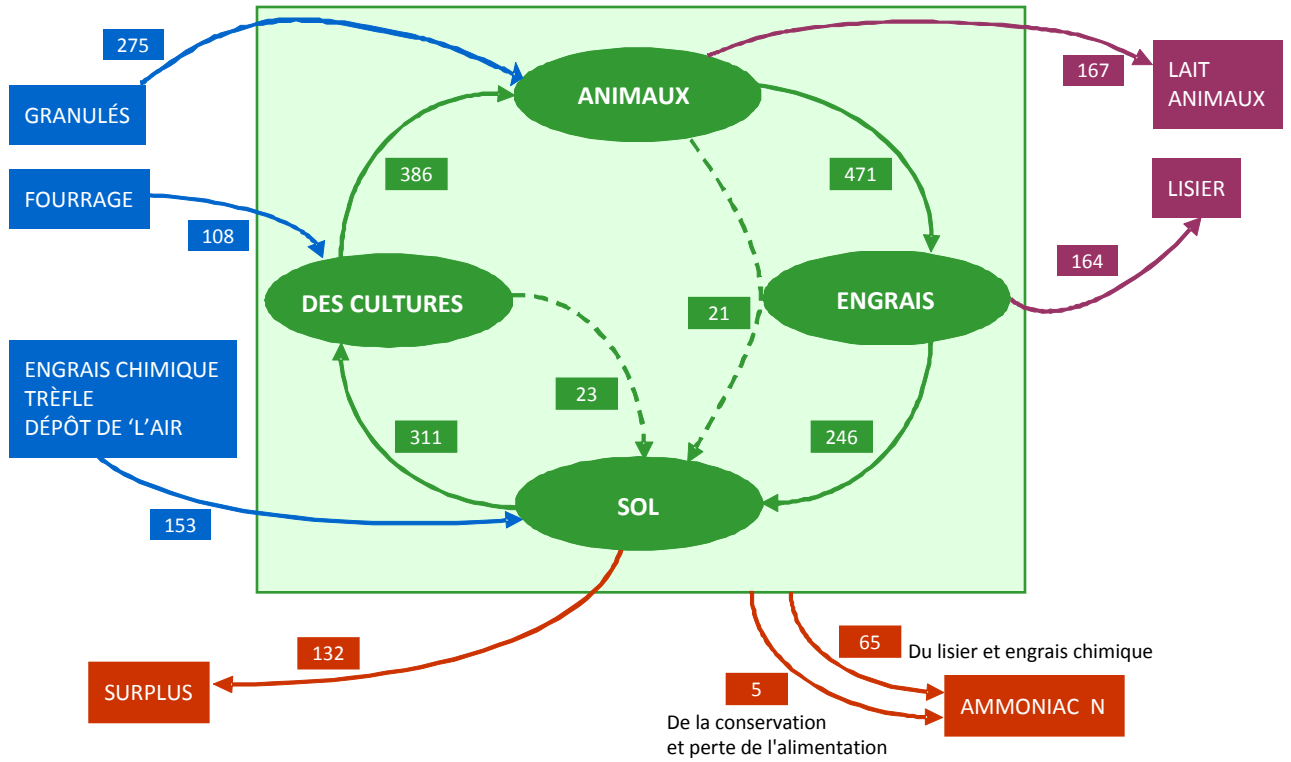 275
GRANULÉS
ANIMAUX
167
LAIT
ANIMAUX
386
471
FOURRAGE
108
LISIER
164
DES CULTURES
ENGRAIS
21
ENGRAIS CHIMIQUE
TRÈFLE
DÉPÔT DE ‘L’AIR
23
311
246
SOL
153
132
SURPLUS
65
Du lisier et engrais chimique
5
AMMONIAC N
De la conservation
et perte de l'alimentation